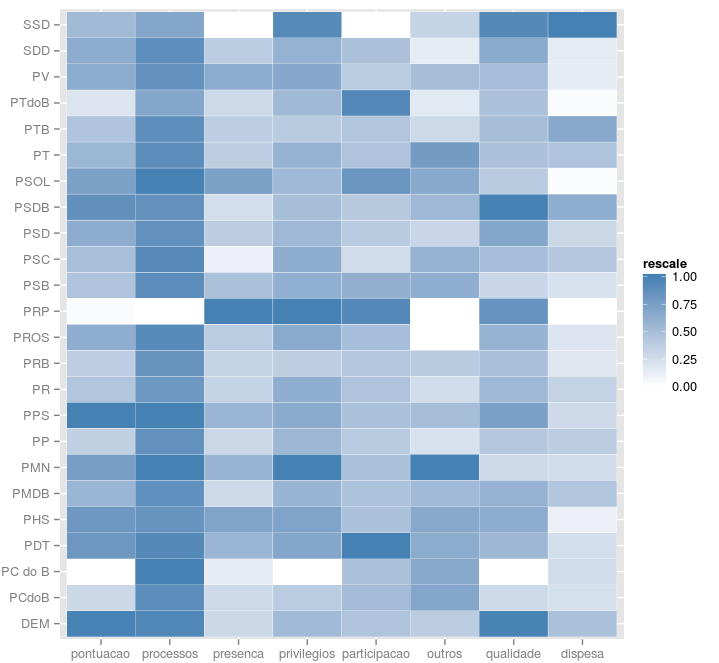 SSD
SDD
PV
PTdoB
PTB
PT
PSOL
PSDB
PSD
PSC
PSB
PRP
PROS
PRB
PR
PPS
PP
PMN
PMDB
PHS
PDT
PC do B
PCdoB
DEM
rescale
1.00
0.75
0.50
0.25
0.00
pontuacao processos presenca privilegios participacao outros qualidade dispesa